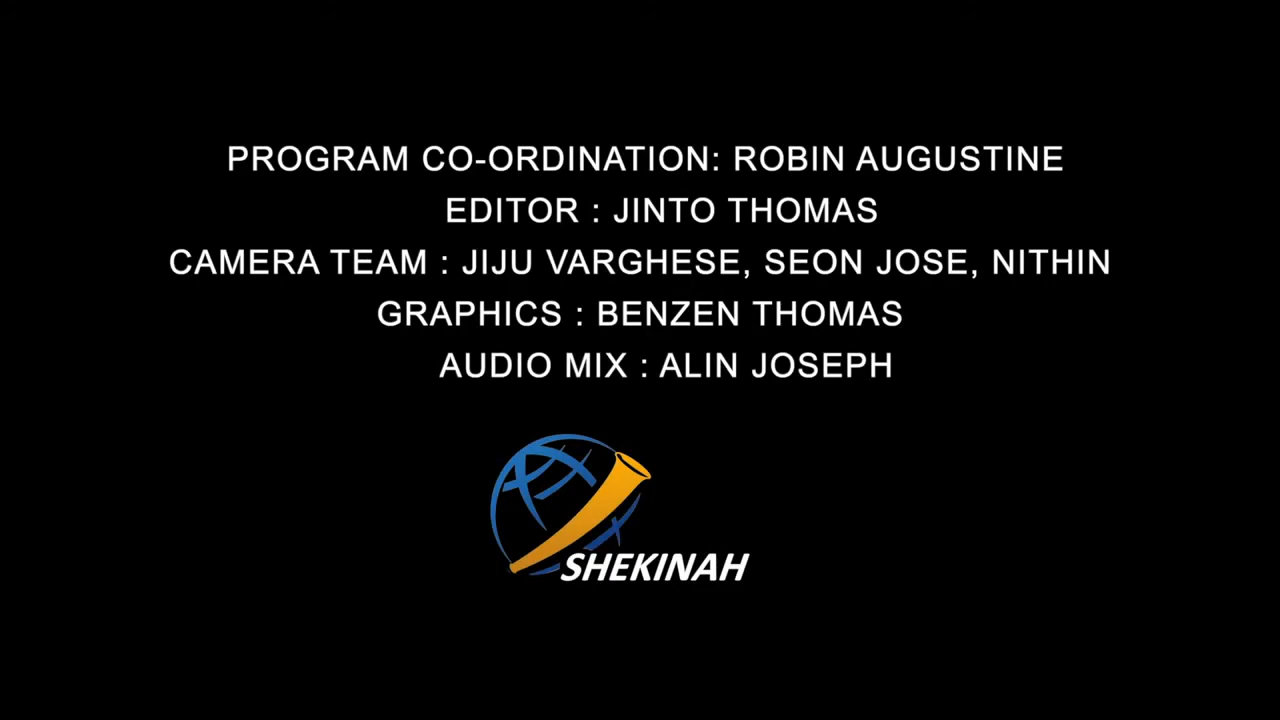 PROGRAM CO-ORDINATION: ROBIN AUGUSTINE
EDITOR : JINTO THOMAS
CAMERA TEAM : JIJU VARGHESE, SEON JOSE, NITHIN
GRAPHICS : BENZEN THOMAS
AUDIO MIX : ALIN JOSEPH
SHEKINAH